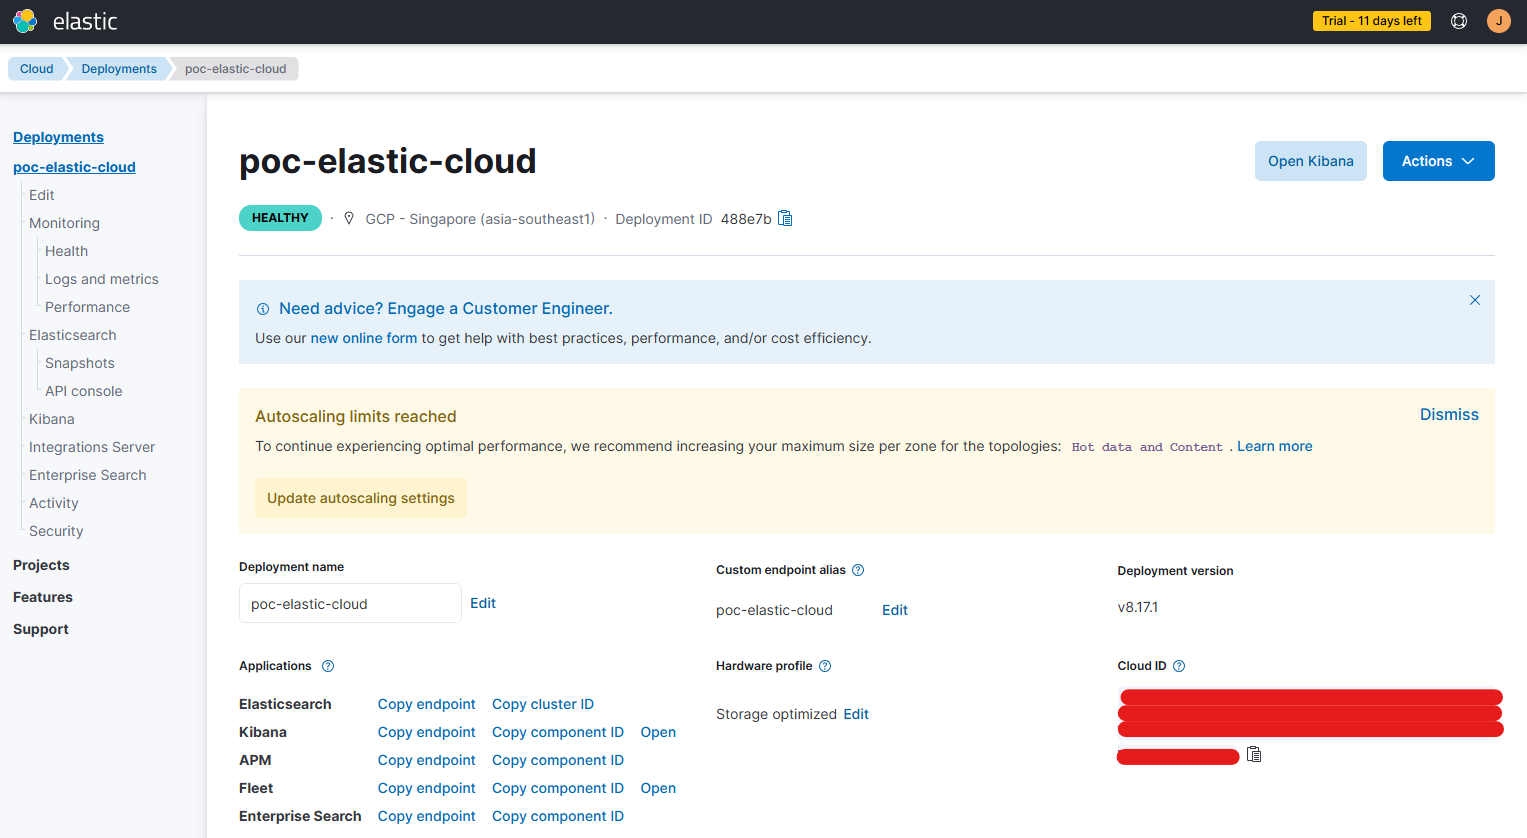 elastic
Trial - 11 days left
J
Cloud
Deployments
poc-elastic-cloud
Deployments
poc-elastic-cloud
Edit
Monitoring
Health
Logs and metrics
Performance
Elasticsearch
Snapshots
API console
Kibana
Integrations Server
Enterprise Search
Activity
Security
Projects
Features
Support
poc-elastic-cloud
Open Kibana
Actions
HEALTHY · GCP - Singapore (asia-southeast1) · Deployment ID 488e7b
Need advice? Engage a Customer Engineer.
Use our new online form to get help with best practices, performance, and/or cost efficiency.
Autoscaling limits reached
Dismiss
To continue experiencing optimal performance, we recommend increasing your maximum size per zone for the topologies: Hot data and Content . Learn more
Update autoscaling settings
Deployment name
poc-elastic-cloud Edit
Custom endpoint alias
poc-elastic-cloud Edit
Deployment version
v8.17.1
Applications
Elasticsearch Copy endpoint Copy cluster ID
Kibana Copy endpoint Copy component ID Open
APM Copy endpoint Copy component ID
Fleet Copy endpoint Copy component ID Open
Enterprise Search Copy endpoint Copy component ID
Hardware profile
Storage optimized Edit
Cloud ID